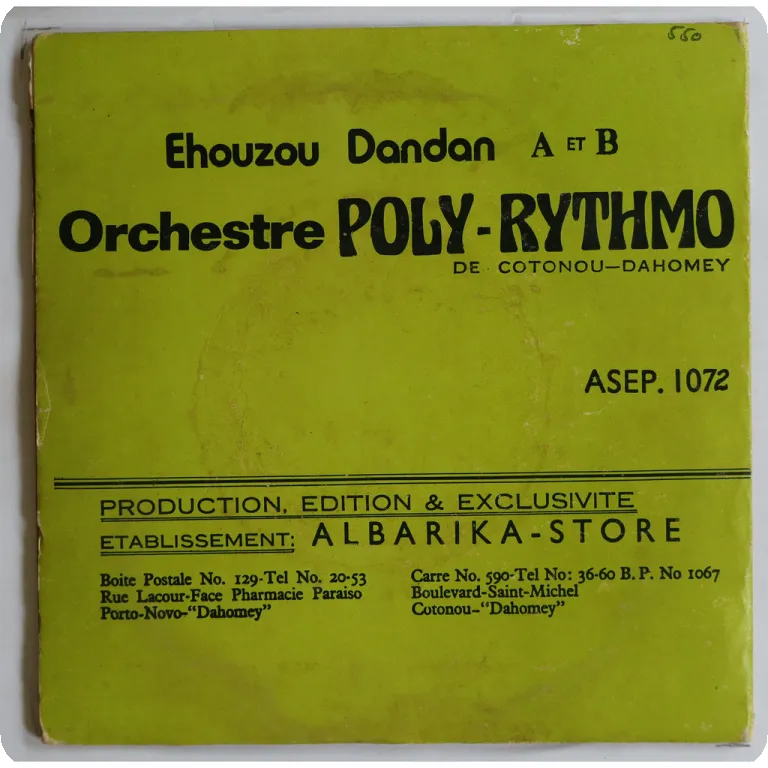 550
Ehouzou Dandan A ET B
Orchestre POLY-RYTHMO
DE COTONOU—DAHOMEY
ASEP. 1072
PRODUCTION, EDITION & EXCLUSIVITE
ETABLISSEMENT: ALBARIKA-STORE
Boite Postale No. 129-Tel No. 20-53
Rue Lacour-Face Pharmacie Paraiso
Porto-Novo-“Dahomey”
Carre No. 590-Tel No: 36-60 B. P. No 1067
Boulevard-Saint-Michel
Cotonou-“Dahomey”